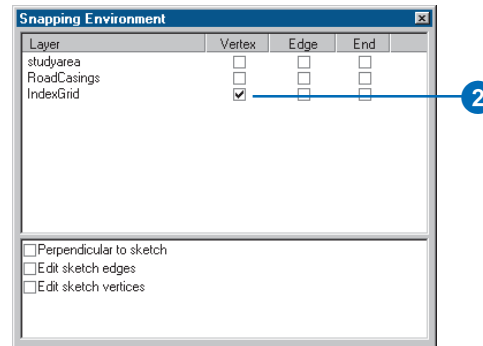 Snapping Environment
Layer Vertex Edge End
studyarea
RoadCasings
IndexGrid
2
Perpendicular to sketch
Edit sketch edges
Edit sketch vertices